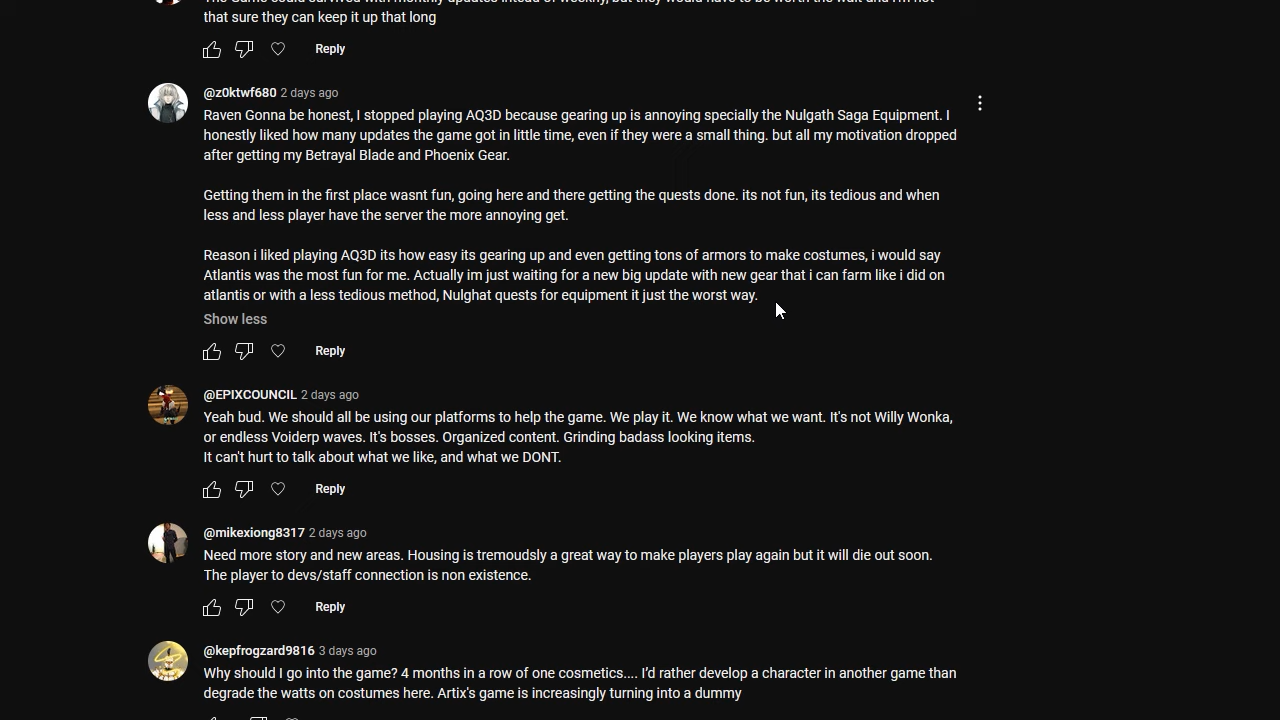 that sure they can keep it up that long
Reply
@z0ktwf680 2 days ago
Raven Gonna be honest, I stopped playing AQ3D because gearing up is annoying specially the Nulgath Saga Equipment. I
honestly liked how many updates the game got in little time, even if they were a small thing. but all my motivation dropped
after getting my Betrayal Blade and Phoenix Gear.
Getting them in the first place wasnt fun, going here and there getting the quests done. its not fun, its tedious and when
less and less player have the server the more annoying get.
Reason i liked playing AQ3D its how easy its gearing up and even getting tons of armors to make costumes, i would say
Atlantis was the most fun for me. Actually im just waiting for a new big update with new gear that i can farm like i did on
atlantis or with a less tedious method, Nulghat quests for equipment it just the worst way.
Show less
Reply
@EPIXCOUNCIL 2 days ago
Yeah bud. We should all be using our platforms to help the game. We play it. We know what we want. It's not Willy Wonka,
or endless Voiderp waves. It's bosses. Organized content. Grinding badass looking items.
It can't hurt to talk about what we like, and what we DONT.
Reply
@mikexiong8317 2 days ago
Need more story and new areas. Housing is tremoudsly a great way to make players play again but it will die out soon.
The player to devs/staff connection is non existence.
Reply
@kepfrogzard9816 3 days ago
Why should I go into the game? 4 months in a row of one cosmetics.... I'd rather develop a character in another game than
degrade the watts on costumes here. Artix's game is increasingly turning into a dummy